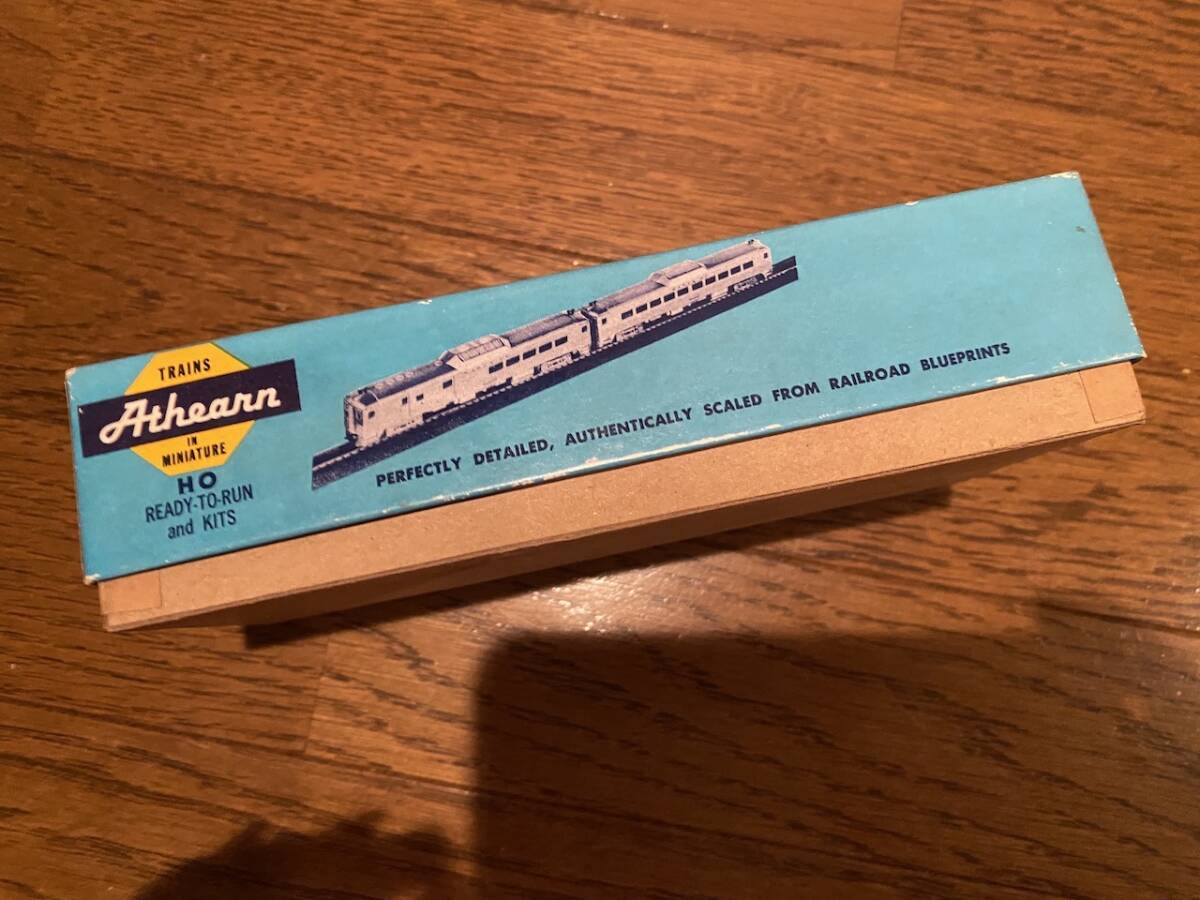 TRAINS
Athearn
IN
MINIATURE
HO
READY-TO-RUN
and KITS
PERFECTLY DETAILED, AUTHENTICALLY SCALED FROM RAILROAD BLUEPRINTS